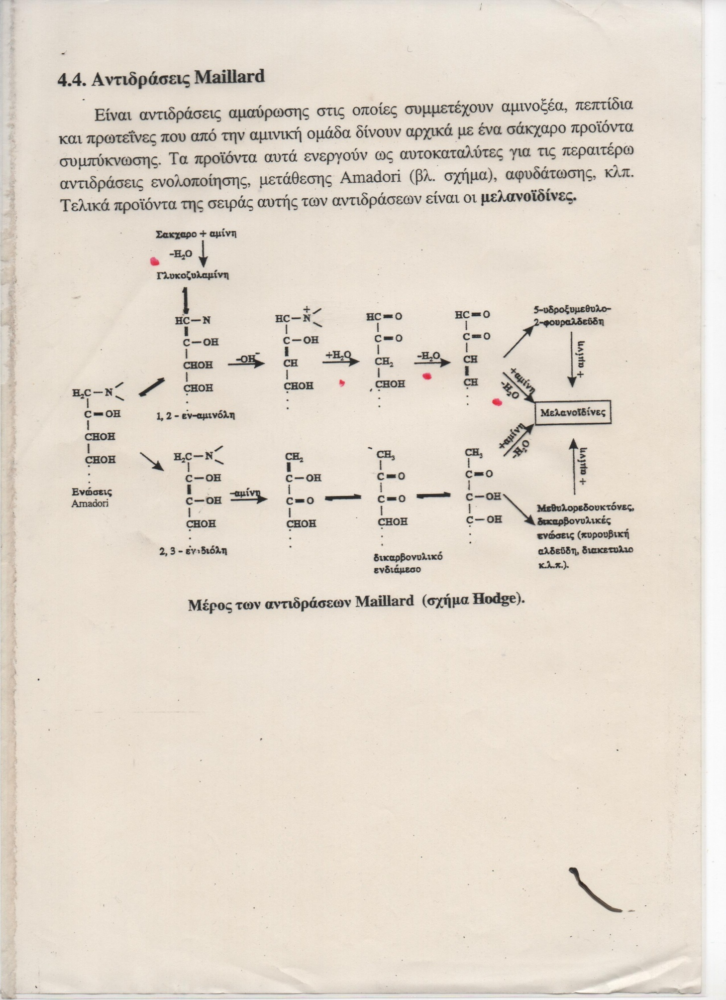 4.4. Αντιδράσεις Maillard
Είναι αντιδράσεις αμαύρωσης στις οποίες συμμετέχουν αμινοξέα, πεπτίδια
και πρωτεΐνες που από την αμινική ομάδα δίνουν αρχικά με ένα σάκχαρο προϊόντα
συμπύκνωσης. Τα προϊόντα αυτά ενεργούν ως αυτοκαταλύτες για τις περαιτέρω
αντιδράσεις ενολοποίησης, μετάθεσης Amadori (βλ. σχήμα), αφυδάτωσης, κλπ.
Τελικά προϊόντα της σειράς αυτής των αντιδράσεων είναι οι μελανοϊδίνες.
Σακχαρο + αμίνη
-H₂O
Γλυκοζυλαμίνη
HC—N
C—OH
CHOH
CHOH
1, 2 - εν-αμινόλη
-OH⁻
HC—N⁺
C—OH
CH
CHOH
+H₂O
HC=O
C=O
CH₂
CHOH
-H₂O
HC=O
C=O
CH
CH
5-υδροξυμεθυλο-
2-φουραλδεΰδη
+ αμίνη
+αμίνη
-H₂O
Μελανοϊδίνες
H₂C—N
C=OH
CHOH
CHOH
Ενώσεις
Amadori
H₂C—N
C—OH
C—OH
CHOH
2, 3 - εν-διόλη
-αμίνη
CH₂
C—OH
C=O
CHOH
CH₃
C=O
C=O
CHOH
δικαρβονυλικό
ενδιάμεσο
CH₃
C=O
C—OH
C—OH
+αμίνη
-H₂O
+ αμίνη
Μεθυλορεδουκτόνες,
δικαρβονυλικές
ενώσεις (πυρουβική
αλδεΰδη, διακετυλιο
κ.λ.π.).
Μέρος των αντιδράσεων Maillard (σχήμα Hodge).